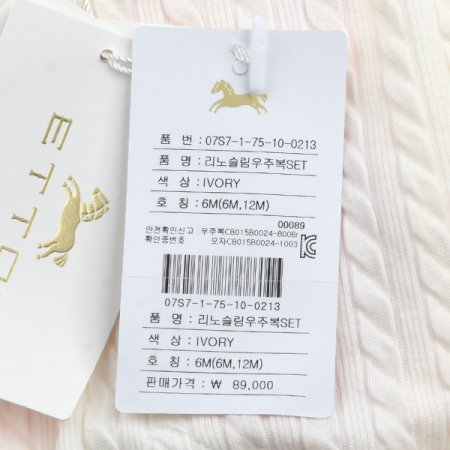 ETTO
품 번 : 07S7-1-75-10-0213
품 명 : 리노슬림우주복SET
색 상 : IVORY
호 칭 : 6M(6M,12M)
00089
안전확인신고 우주복CB015B0024-8006
확인증번호 모자CB015B0024-1003
07S7-1-75-10-0213
품 명 : 리노슬림우주복SET
색 상 : IVORY
호 칭 : 6M(6M,12M)
판매가격 : ₩ 89,000